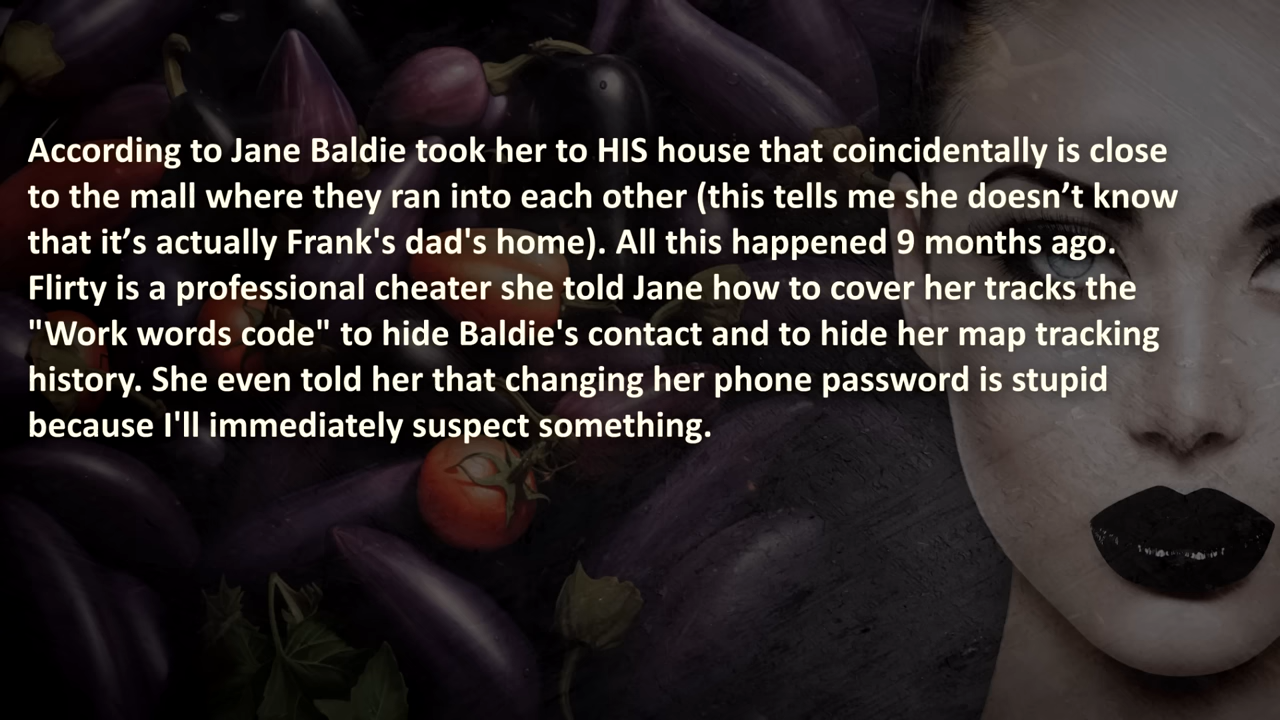 According to Jane Baldie took her to HIS house that coincidentally is close
to the mall where they ran into each other (this tells me she doesn’t know
that it’s actually Frank's dad's home). All this happened 9 months ago.
Flirty is a professional cheater she told Jane how to cover her tracks the
"Work words code" to hide Baldie's contact and to hide her map tracking
history. She even told her that changing her phone password is stupid
because I'll immediately suspect something.